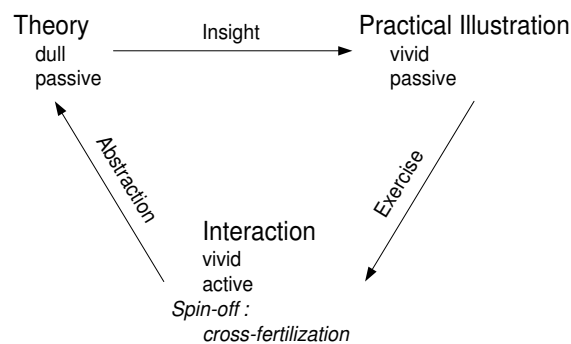 Theory
dull
passive
Insight
Practical Illustration
vivid
passive
Abstraction
Exercise
Interaction
vivid
active
Spin-off :
cross-fertilization